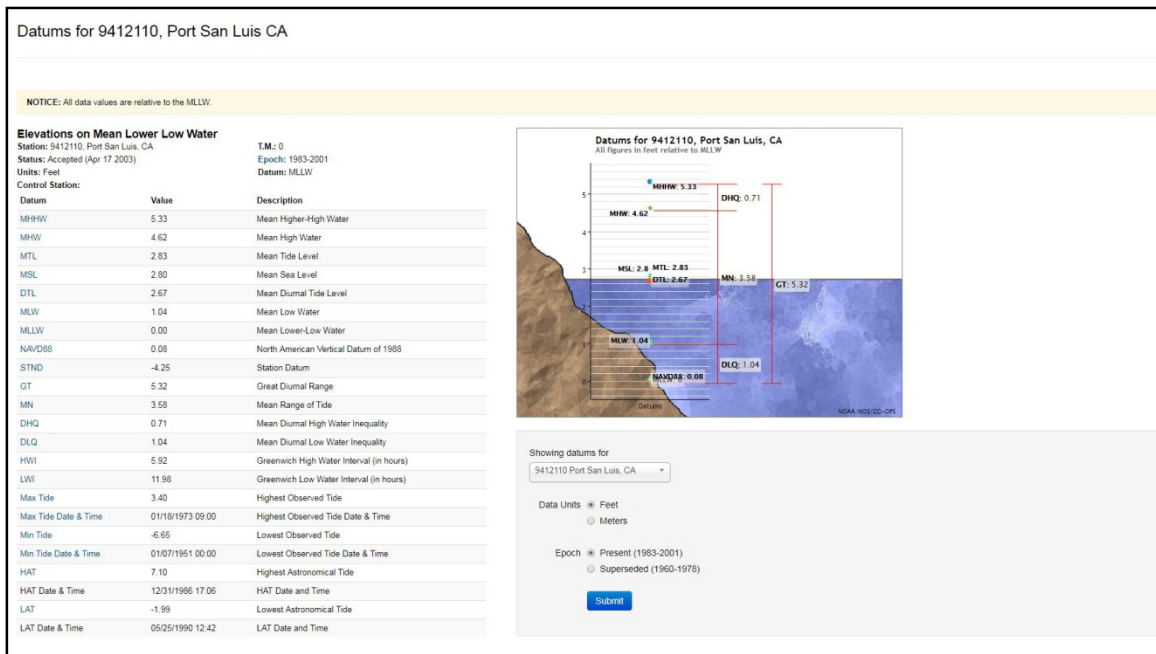 Datums for 9412110, Port San Luis CA
NOTICE: All data values are relative to the MLLW.
Elevations on Mean Lower Low Water
Station: 9412110, Port San Luis, CA T.M.: 0
Status: Accepted (Apr 17 2003) Epoch: 1983-2001
Units: Feet Datum: MLLW
Control Station:
Datum Value Description
MHHW 5.33 Mean Higher-High Water
MHW 4.62 Mean High Water
MTL 2.83 Mean Tide Level
MSL 2.80 Mean Sea Level
DTL 2.67 Mean Diurnal Tide Level
MLW 1.04 Mean Low Water
MLLW 0.00 Mean Lower-Low Water
NAVD88 0.08 North American Vertical Datum of 1988
STND -4.25 Station Datum
GT 5.32 Great Diurnal Range
MN 3.58 Mean Range of Tide
DHQ 0.71 Mean Diurnal High Water Inequality
DLQ 1.04 Mean Diurnal Low Water Inequality
HWI 5.92 Greenwich High Water Interval (in hours)
LWI 11.98 Greenwich Low Water Interval (in hours)
Max Tide 3.40 Highest Observed Tide
Max Tide Date & Time 01/18/1973 09:00 Highest Observed Tide Date & Time
Min Tide -6.65 Lowest Observed Tide
Min Tide Date & Time 01/07/1951 00:00 Lowest Observed Tide Date & Time
HAT 7.10 Highest Astronomical Tide
HAT Date & Time 12/31/1986 17:06 HAT Date and Time
LAT -1.99 Lowest Astronomical Tide
LAT Date & Time 05/25/1990 12:42 LAT Date and Time
Datums for 9412110, Port San Luis, CA
All figures in feet relative to MLLW
MHHW: 5.33
5
DHQ: 0.71
MHW: 4.62
4
MSL: 2.8 MTL: 2.83
3
DTL: 2.67 MN: 3.58
GT: 5.32
2
MLW: 1.04
1
DLQ: 1.04
NAVD88: 0.08
0 MLLW: 0
Datums
NOAA/NOS/CO-OPS
Showing datums for
9412110 Port San Luis, CA
Data Units Feet
Meters
Epoch Present (1983-2001)
Superseded (1960-1978)
Submit